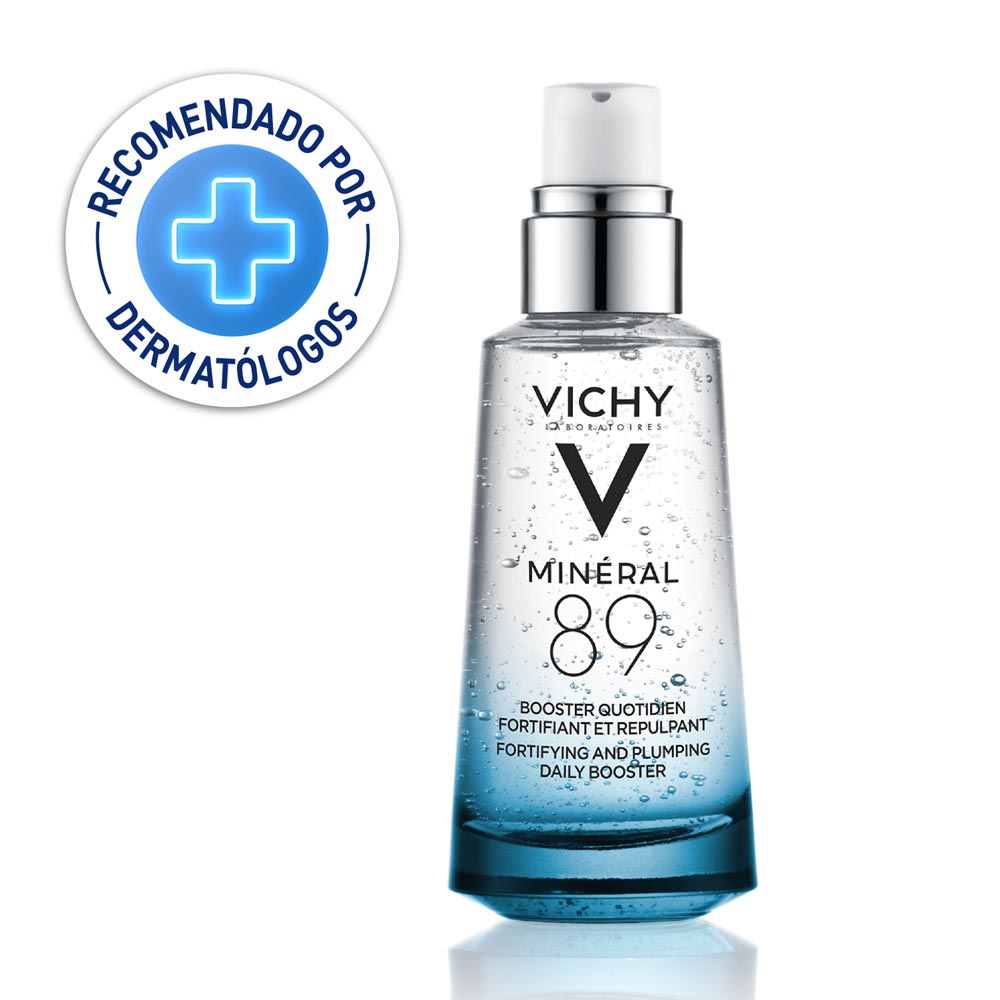 RECOMENDADO POR
DERMATÓLOGOS
VICHY
LABORATOIRES
V
MINÉRAL
89
BOOSTER QUOTIDIEN
FORTIFIANT ET REPULPANT
FORTIFYING AND PLUMPING
DAILY BOOSTER